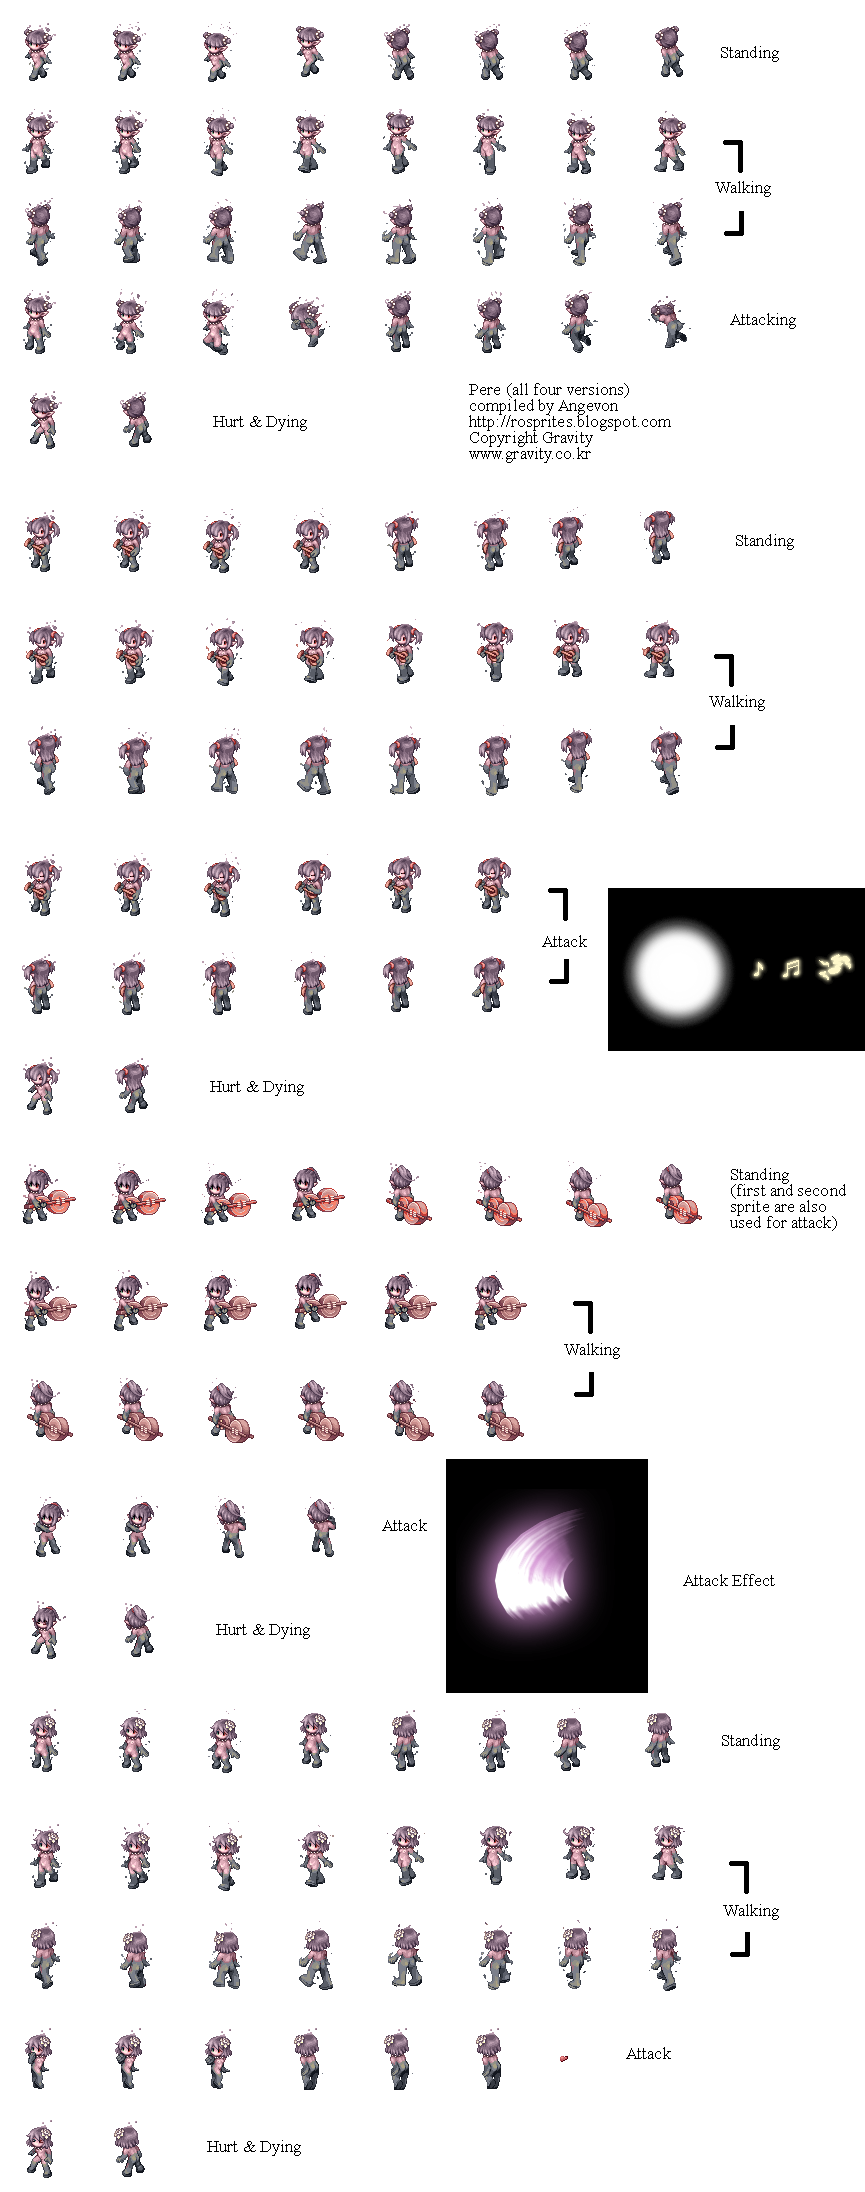 Standing
Walking
Attacking
Hurt & Dying
Pere (all four versions)
compiled by Angevon
http://rosprites.blogspot.com
Copyright Gravity
www.gravity.co.kr
Standing
Walking
Attack
Hurt & Dying
Standing
(first and second
sprite are also
used for attack)
Walking
Attack
Attack Effect
Hurt & Dying
Standing
Walking
Attack
Hurt & Dying